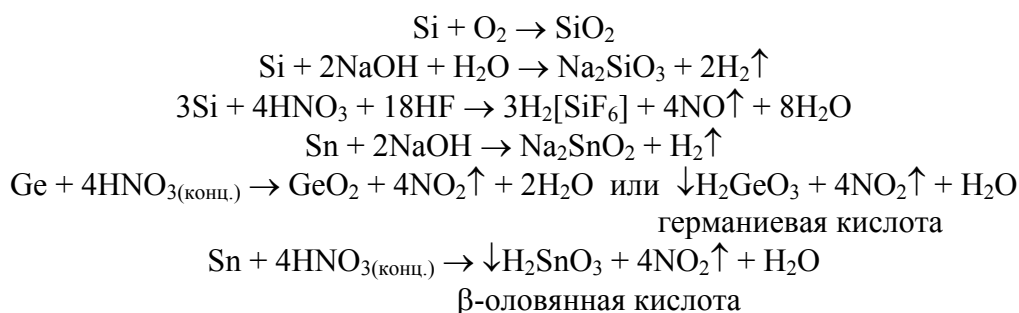 Si + O₂ → SiO₂
Si + 2NaOH + H₂O → Na₂SiO₃ + 2H₂↑
3Si + 4HNO₃ + 18HF → 3H₂[SiF₆] + 4NO↑ + 8H₂O
Sn + 2NaOH → Na₂SnO₂ + H₂↑
Ge + 4HNO₃₍конц.₎ → GeO₂ + 4NO₂↑ + 2H₂O или ↓H₂GeO₃ + 4NO₂↑ + H₂O
германиевая кислота
Sn + 4HNO₃₍конц.₎ → ↓H₂SnO₃ + 4NO₂↑ + H₂O
β-оловянная кислота